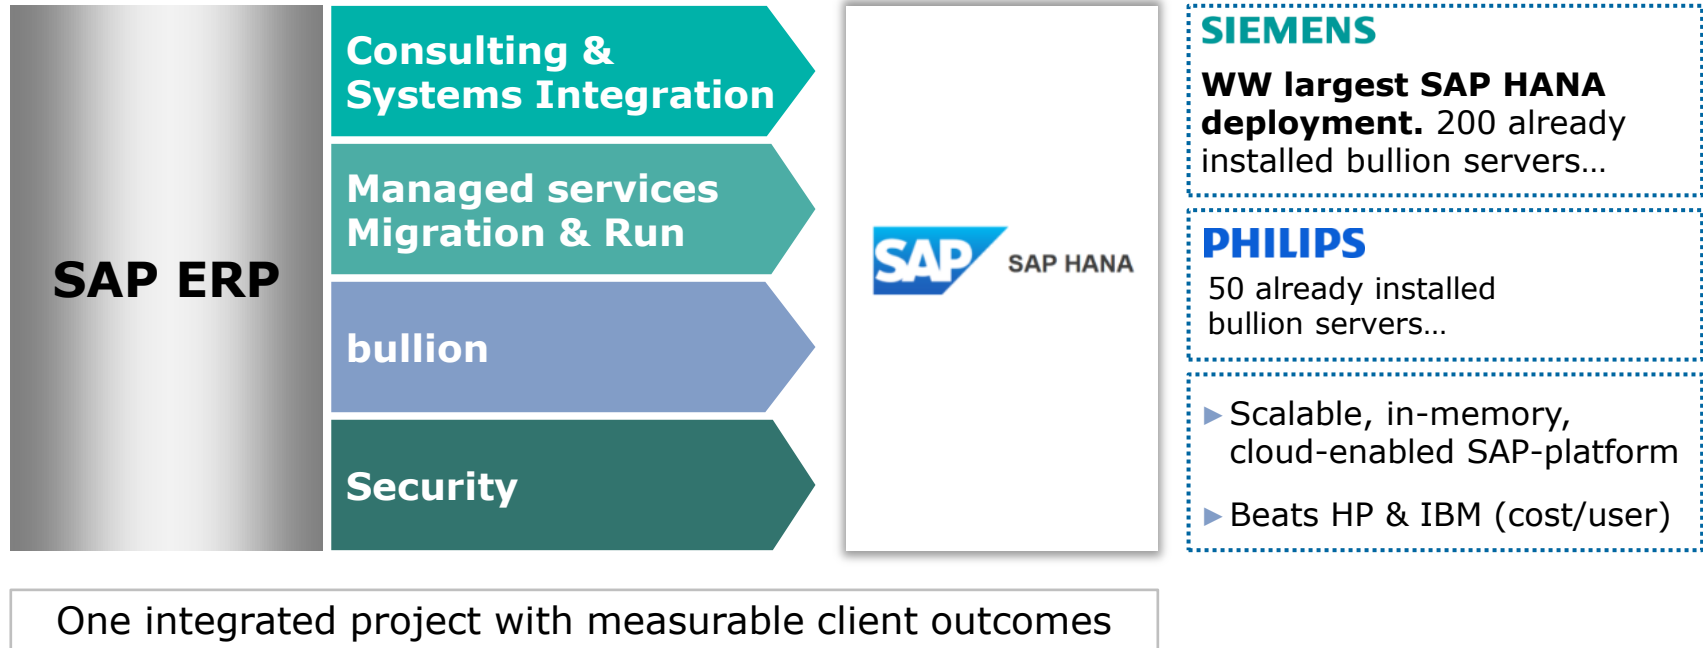 SAP ERP
Consulting &
Systems Integration
Managed services
Migration & Run
bullion
Security
SAP SAP HANA
SIEMENS
WW largest SAP HANA
deployment. 200 already
installed bullion servers…
PHILIPS
50 already installed
bullion servers…
► Scalable, in-memory,
cloud-enabled SAP-platform
► Beats HP & IBM (cost/user)
One integrated project with measurable client outcomes